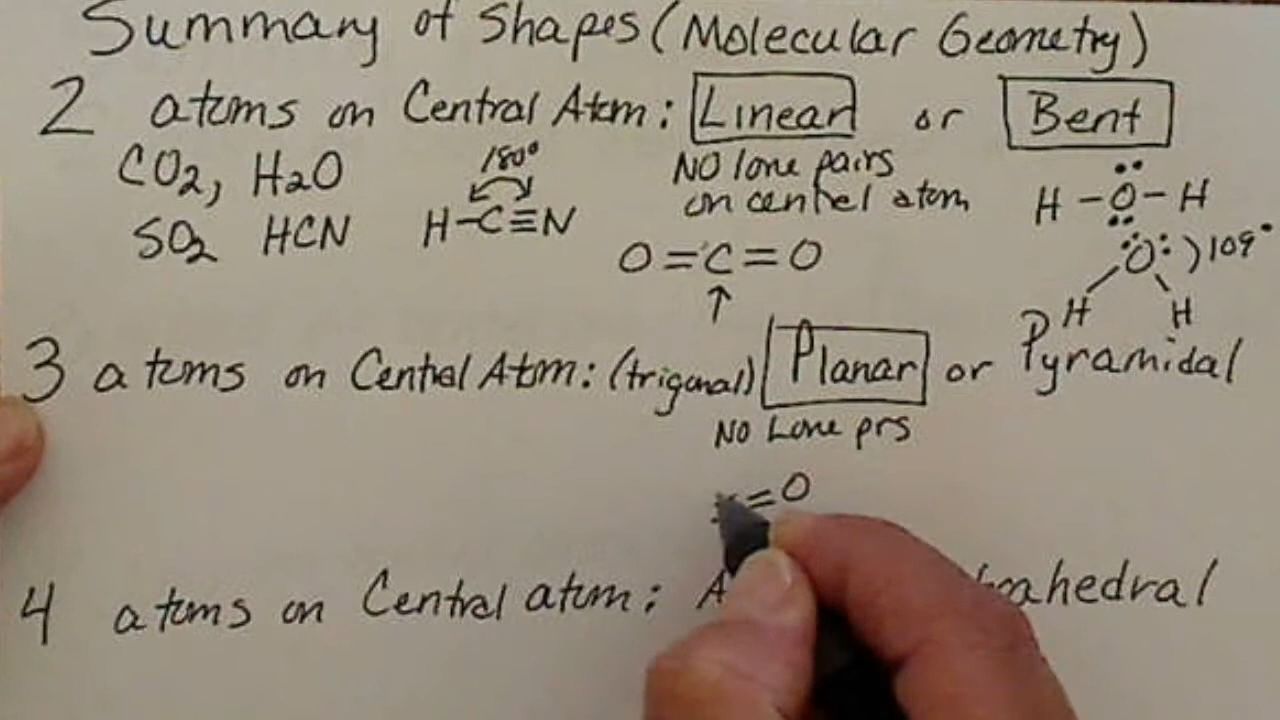 Summary of Shapes (Molecular Geometry)
2 atoms on Central Atom: Linear or Bent
CO2, H2O
SO2 HCN
180°
H-C≡N
NO lone pairs
on central atom
O=C=O
↑
H-O-H
O )109°
H H
3 atoms on Central Atom: (trigonal) Planar or Pyramidal
NO Lone prs
=O
4 atoms on Central atom: